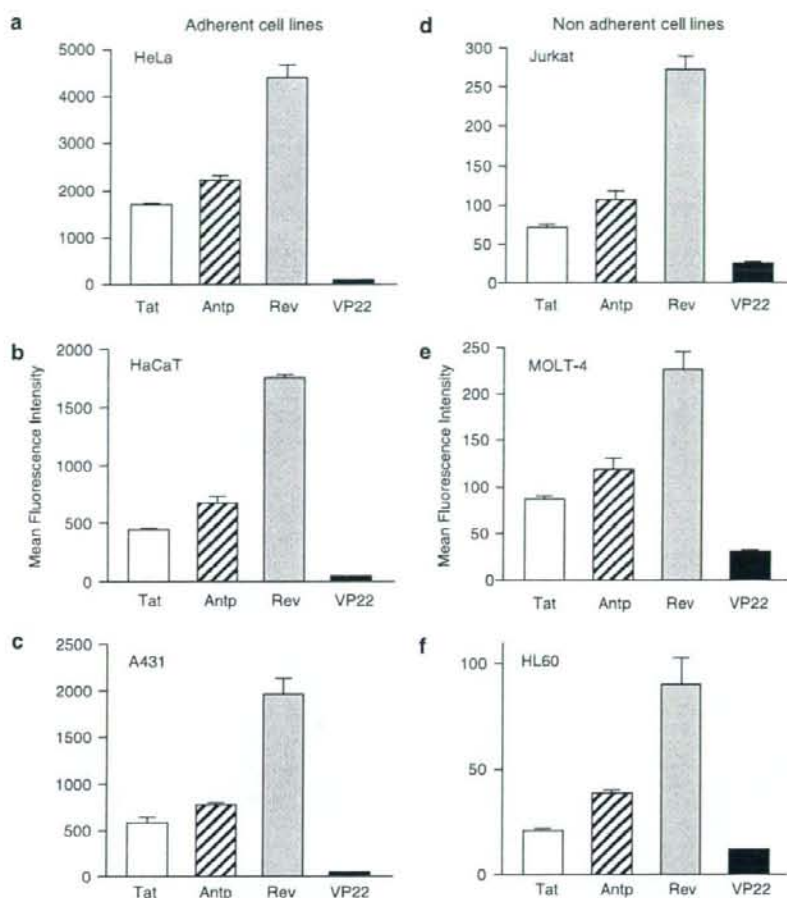 a
Adherent cell lines
HeLa
5000
4000
3000
2000
1000
0
Tat Antp Rev VP22
b
HaCaT
2000
1500
1000
500
0
Tat Antp Rev VP22
Mean Fluorescence Intensity
c
A431
2500
2000
1500
1000
500
0
Tat Antp Rev VP22
d
Non adherent cell lines
Jurkat
300
250
200
150
100
50
0
Tat Antp Rev VP22
e
MOLT-4
250
200
150
100
50
0
Tat Antp Rev VP22
Mean Fluorescence Intensity
f
HL60
100
50
0
Tat Antp Rev VP22